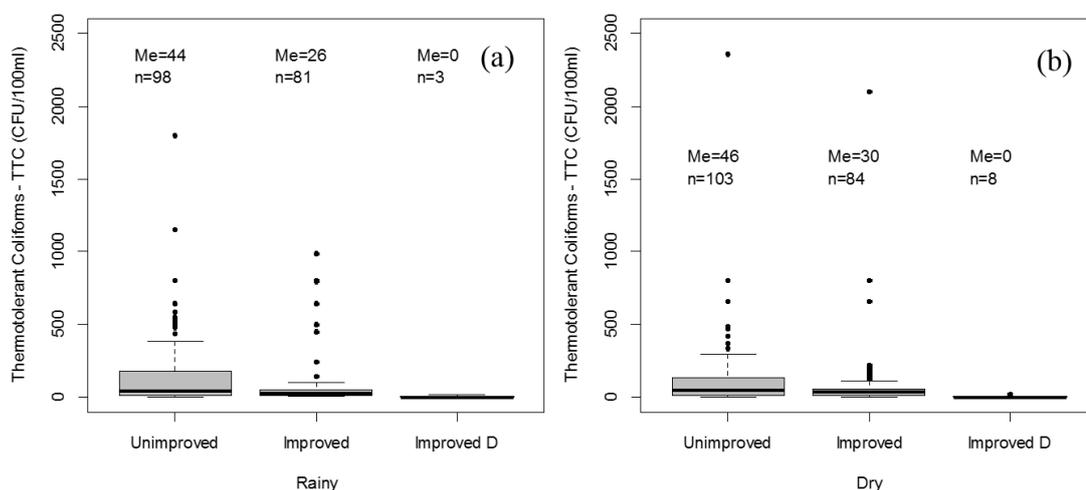 Thermotolerant Coliforms - TTC (CFU/100ml)
2500
2000
1500
1000
500
0
Me=44
n=98
Me=26
n=81
Me=0
n=3
(a)
Unimproved
Improved
Improved D
Rainy
Thermotolerant Coliforms - TTC (CFU/100ml)
2500
2000
1500
1000
500
0
(b)
Me=46
n=103
Me=30
n=84
Me=0
n=8
Unimproved
Improved
Improved D
Dry